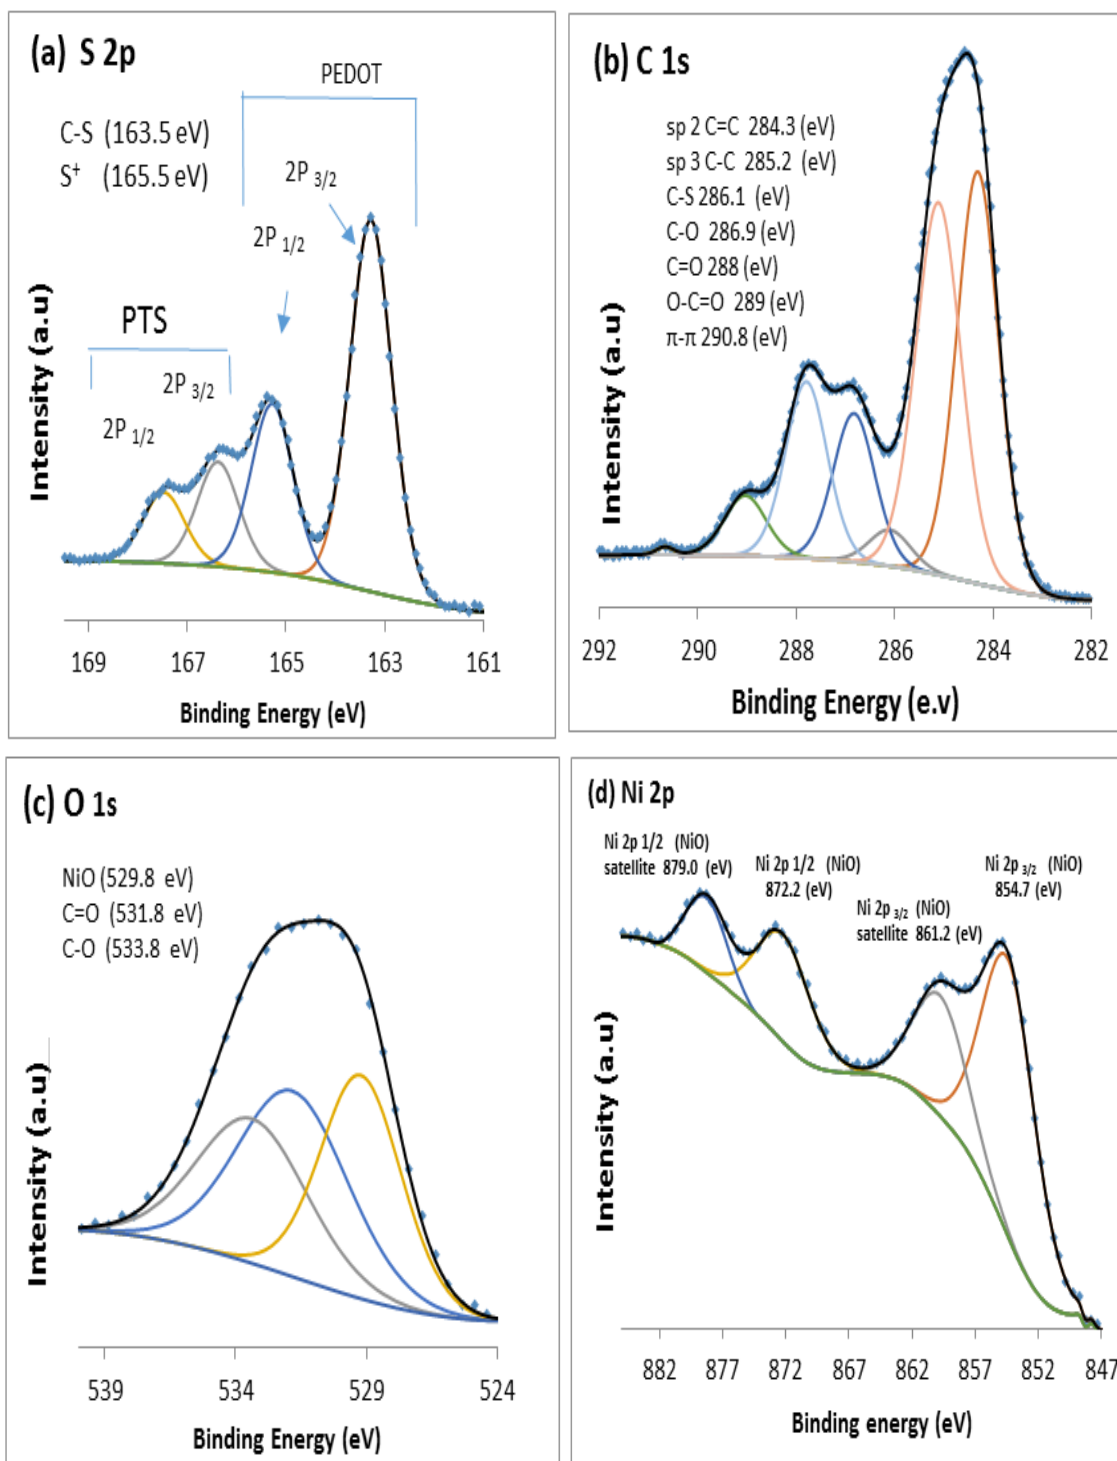 (a) S 2p
PEDOT
C-S (163.5 eV)
S⁺ (165.5 eV)
2P 3/2
2P 1/2
PTS
2P 3/2
2P 1/2
Intensity (a.u)
169 167 165 163 161
Binding Energy (eV)
(b) C 1s
sp 2 C=C 284.3 (eV)
sp 3 C-C 285.2 (eV)
C-S 286.1 (eV)
C-O 286.9 (eV)
C=O 288 (eV)
O-C=O 289 (eV)
π-π 290.8 (eV)
Intensity (a.u)
292 290 288 286 284 282
Binding Energy (e.v)
(c) O 1s
NiO (529.8 eV)
C=O (531.8 eV)
C-O (533.8 eV)
Intensity (a.u)
539 534 529 524
Binding Energy (eV)
(d) Ni 2p
Ni 2p 1/2 (NiO)
satellite 879.0 (eV)
Ni 2p 1/2 (NiO)
872.2 (eV)
Ni 2p 3/2 (NiO)
satellite 861.2 (eV)
Ni 2p 3/2 (NiO)
854.7 (eV)
Intensity (a.u)
882 877 872 867 862 857 852 847
Binding energy (eV)